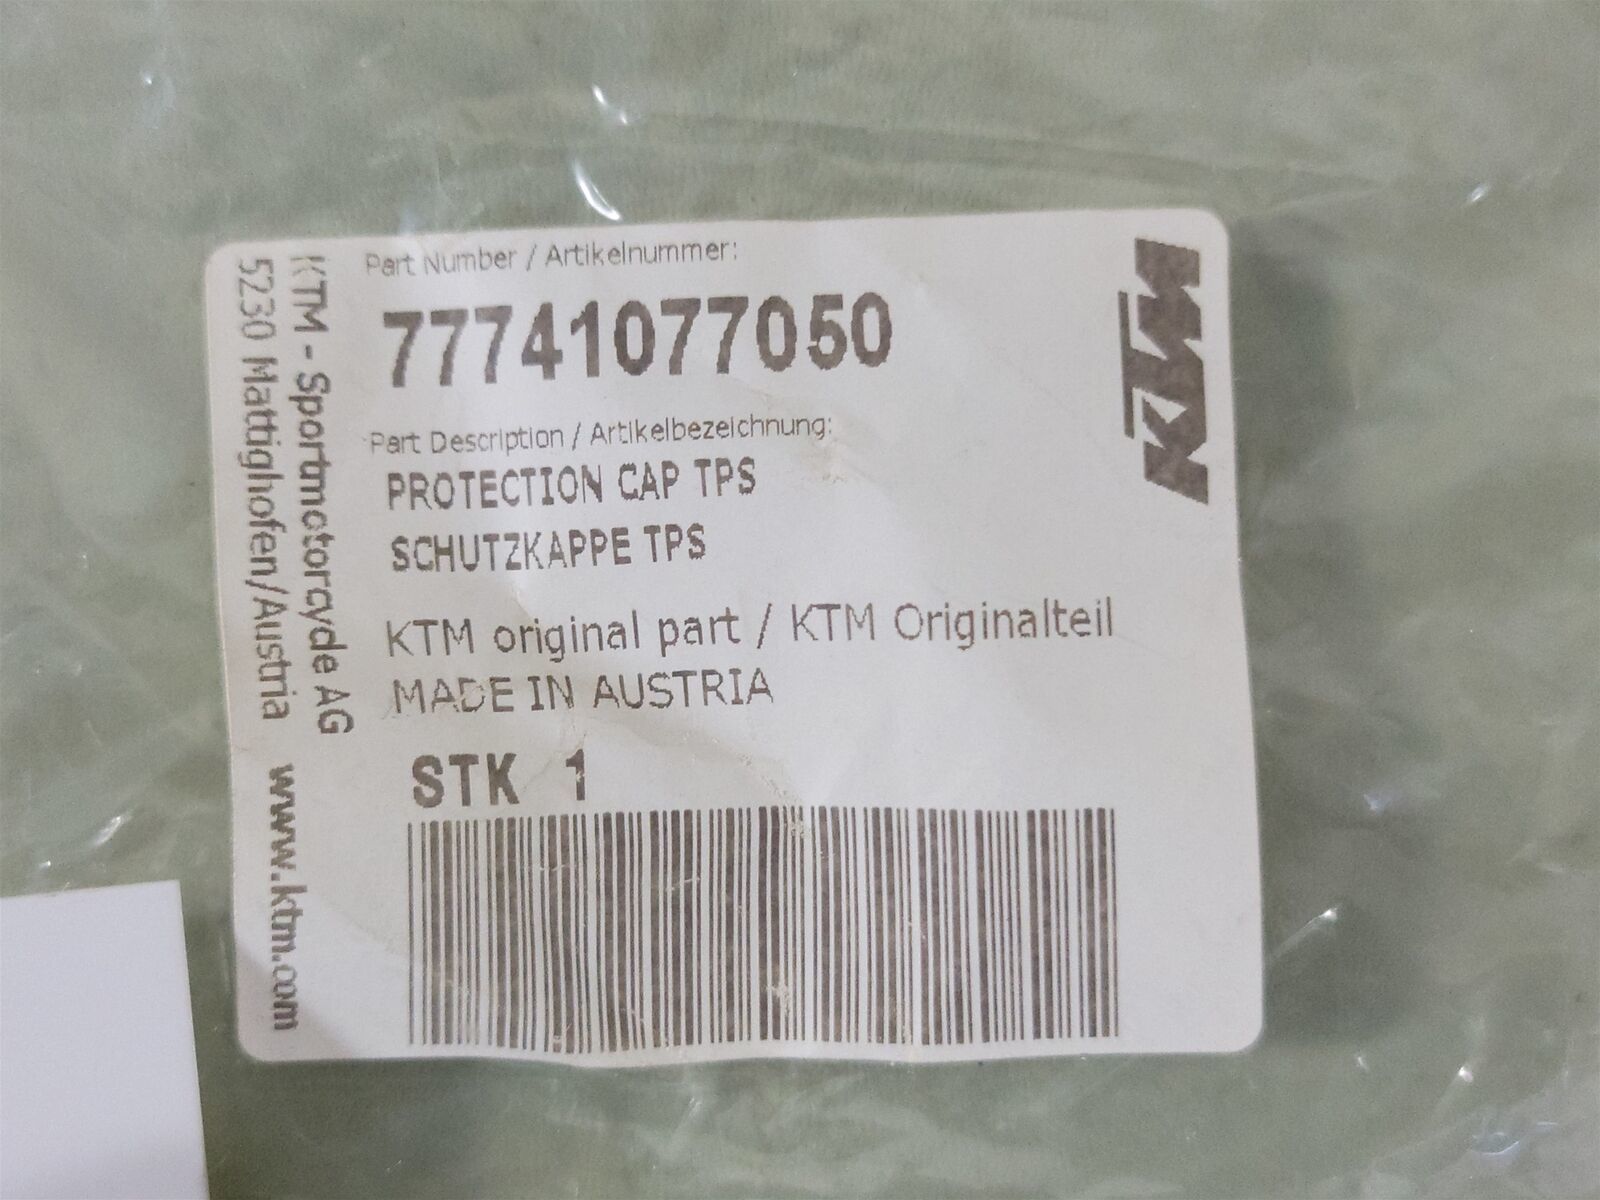 Part Number / Artikelnummer:
77741077050
Part Description / Artikelbezeichnung:
PROTECTION CAP TPS
SCHUTZKAPPE TPS
KTM original part / KTM Originalteil
MADE IN AUSTRIA
STK 1
KTM - Sportmotorcycle AG
5230 Mattighofen/Austria www.ktm.com
KTM